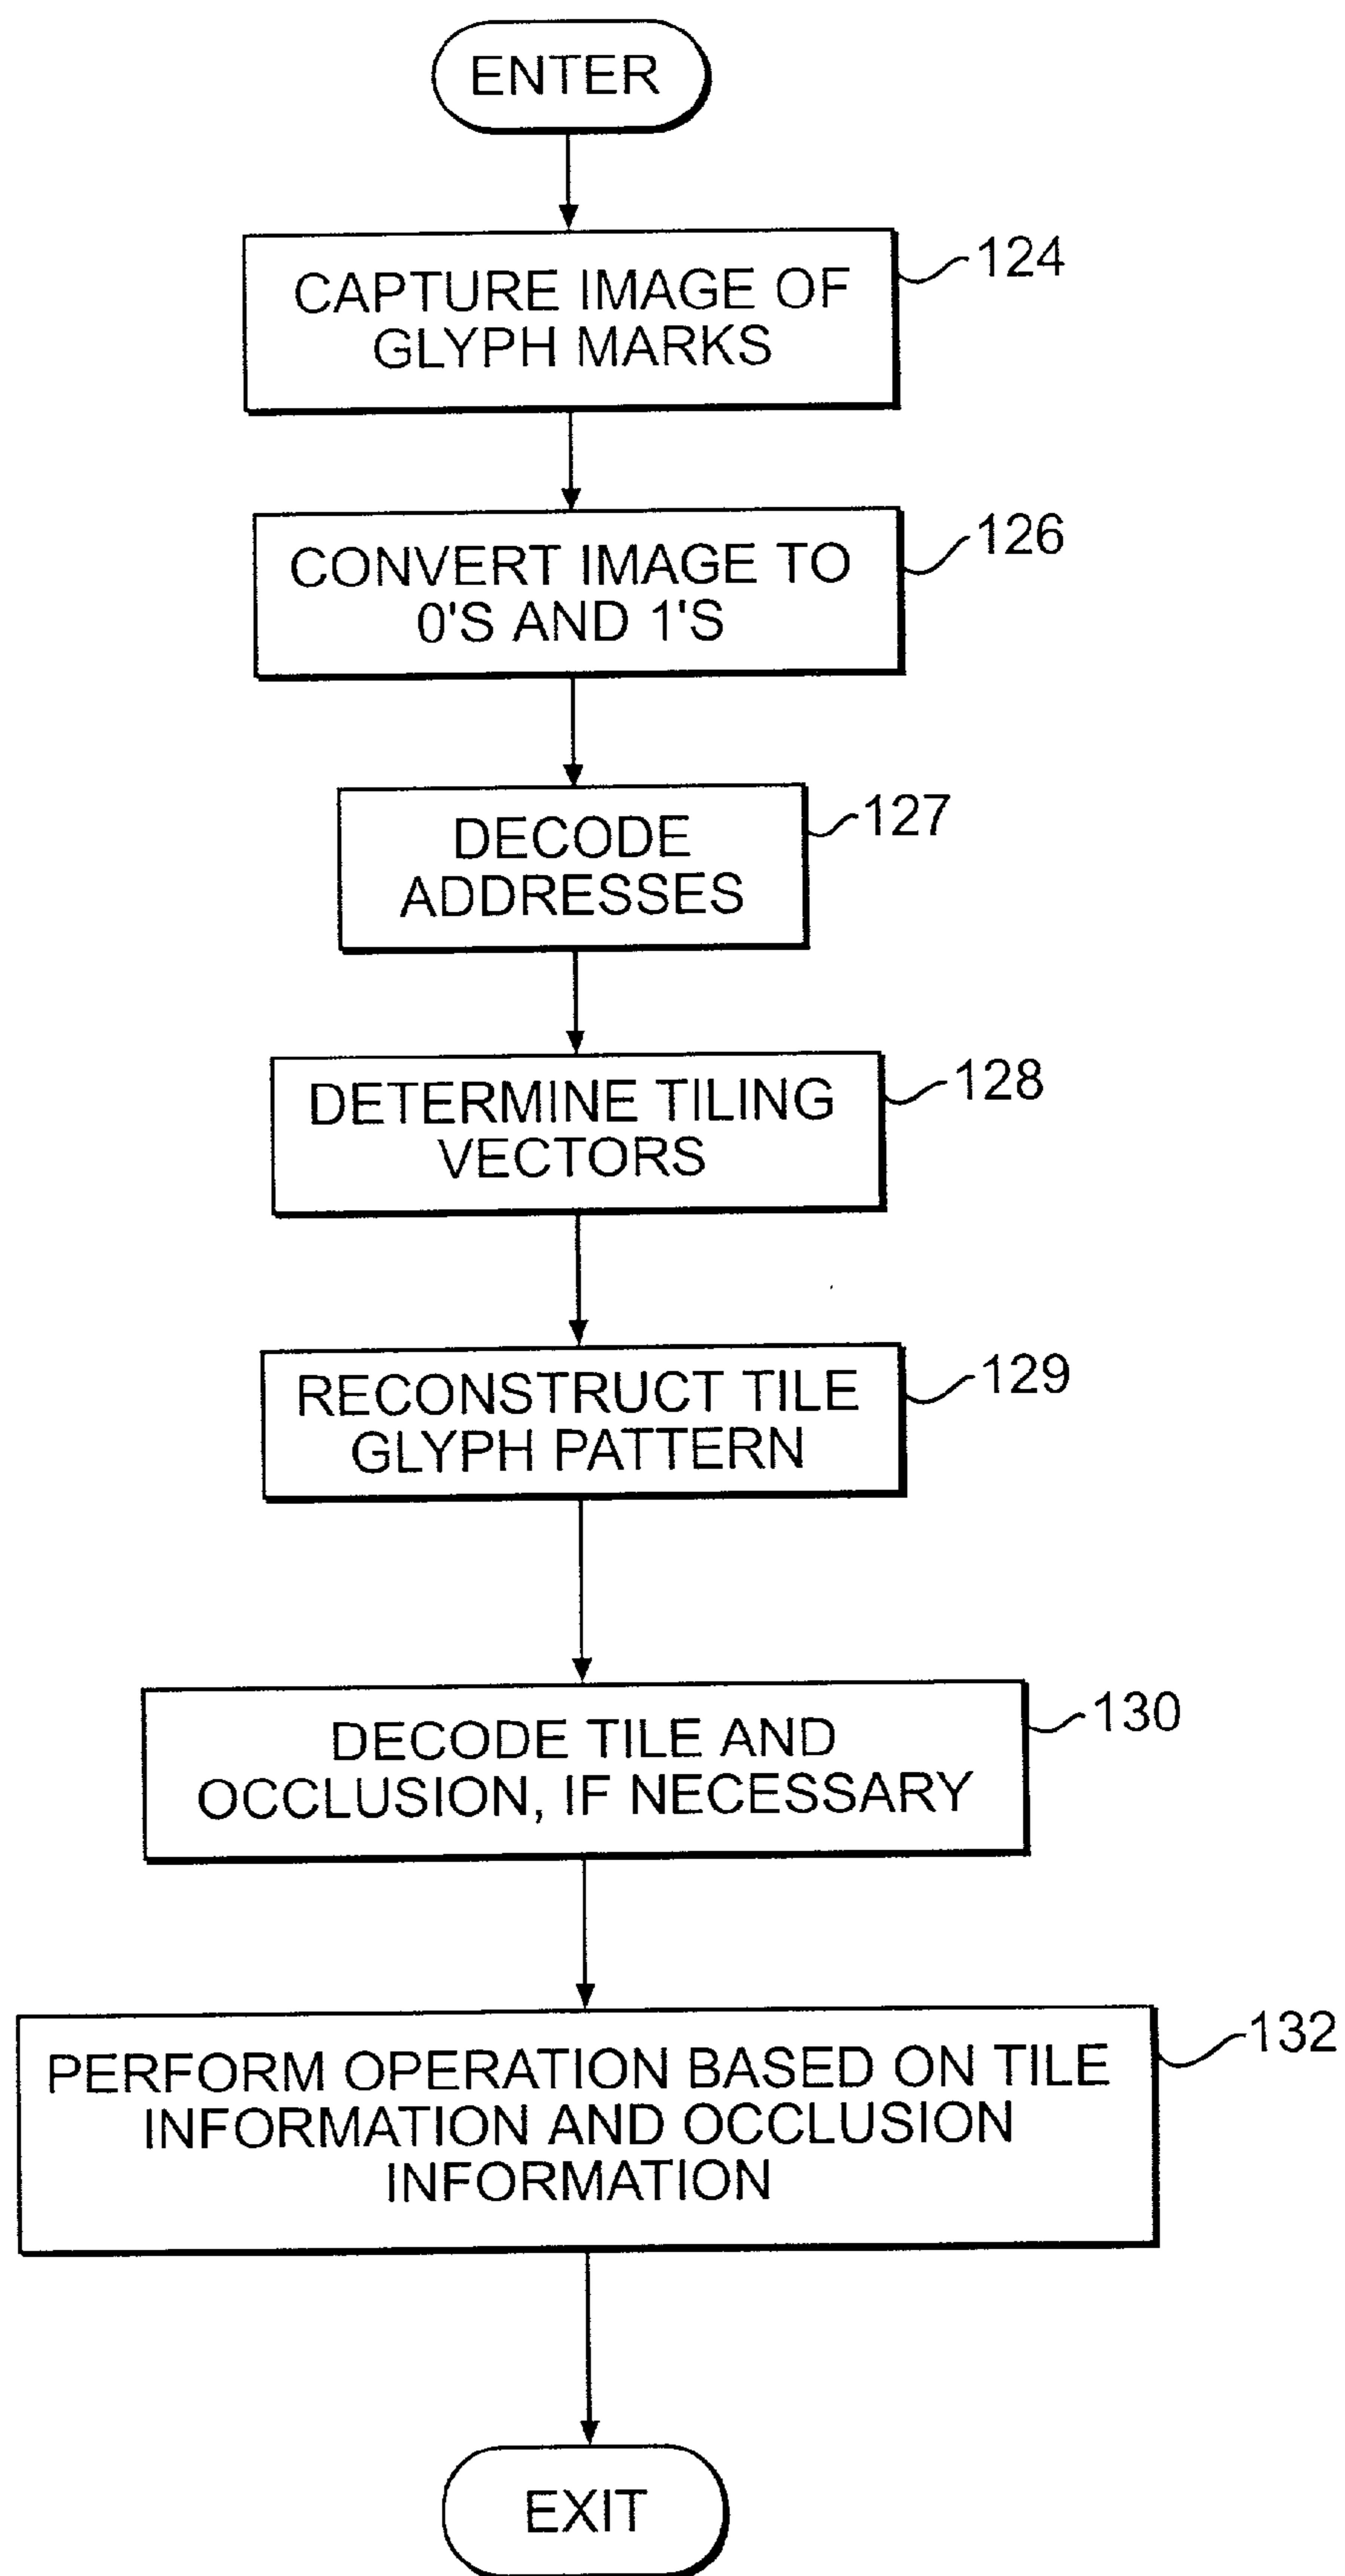 ENTER
CAPTURE IMAGE OF
GLYPH MARKS
124
CONVERT IMAGE TO
0'S AND 1'S
126
DECODE
ADDRESSES
127
DETERMINE TILING
VECTORS
128
RECONSTRUCT TILE
GLYPH PATTERN
129
DECODE TILE AND
OCCLUSION, IF NECESSARY
130
PERFORM OPERATION BASED ON TILE
INFORMATION AND OCCLUSION
INFORMATION
132
EXIT